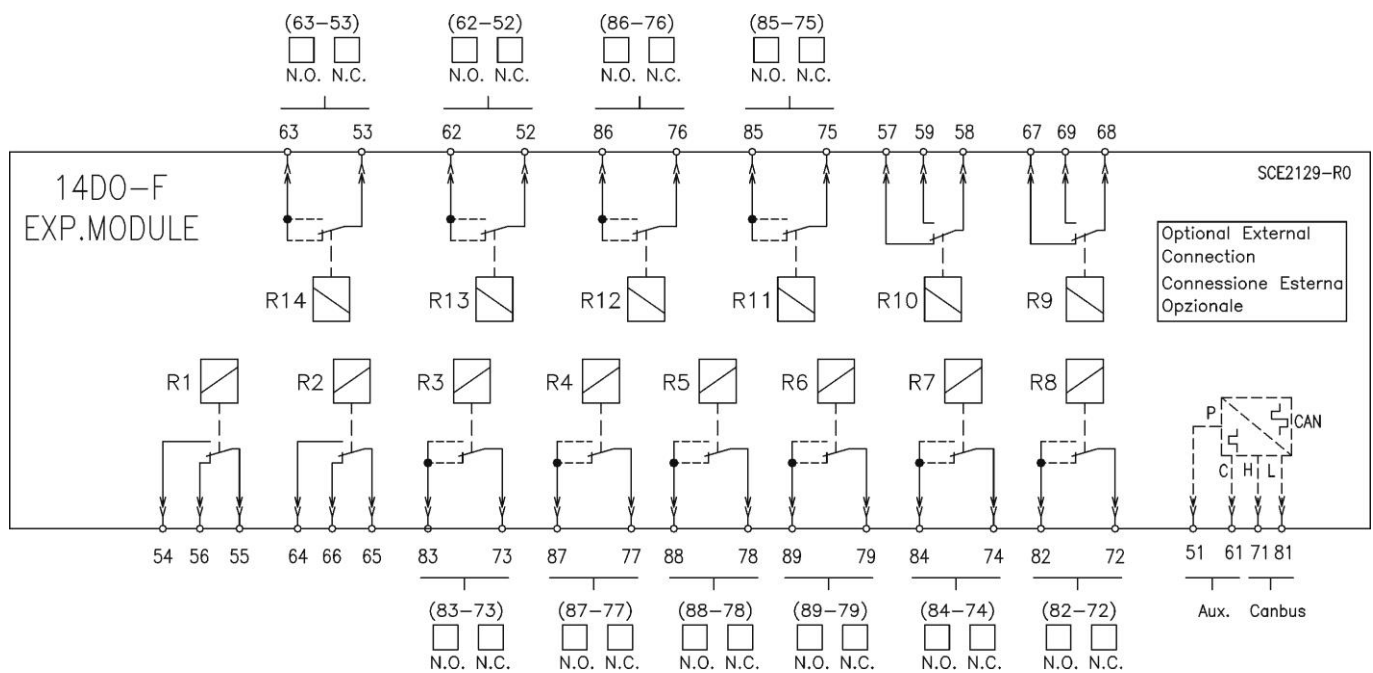 (63-53) (62-52) (86-76) (85-75)
N.O. N.C. N.O. N.C. N.O. N.C. N.O. N.C.
63 53 62 52 86 76 85 75 57 59 58 67 69 68
14DO-F
EXP.MODULE
SCE2129-R0
Optional External
Connection
Connessione Esterna
Opzionale
R14 R13 R12 R11 R10 R9
R1 R2 R3 R4 R5 R6 R7 R8
P CAN
C H L
54 56 55 64 66 65 83 73 87 77 88 78 89 79 84 74 82 72 51 61 71 81
(83-73) (87-77) (88-78) (89-79) (84-74) (82-72) Aux. Canbus
N.O. N.C. N.O. N.C. N.O. N.C. N.O. N.C. N.O. N.C. N.O. N.C.